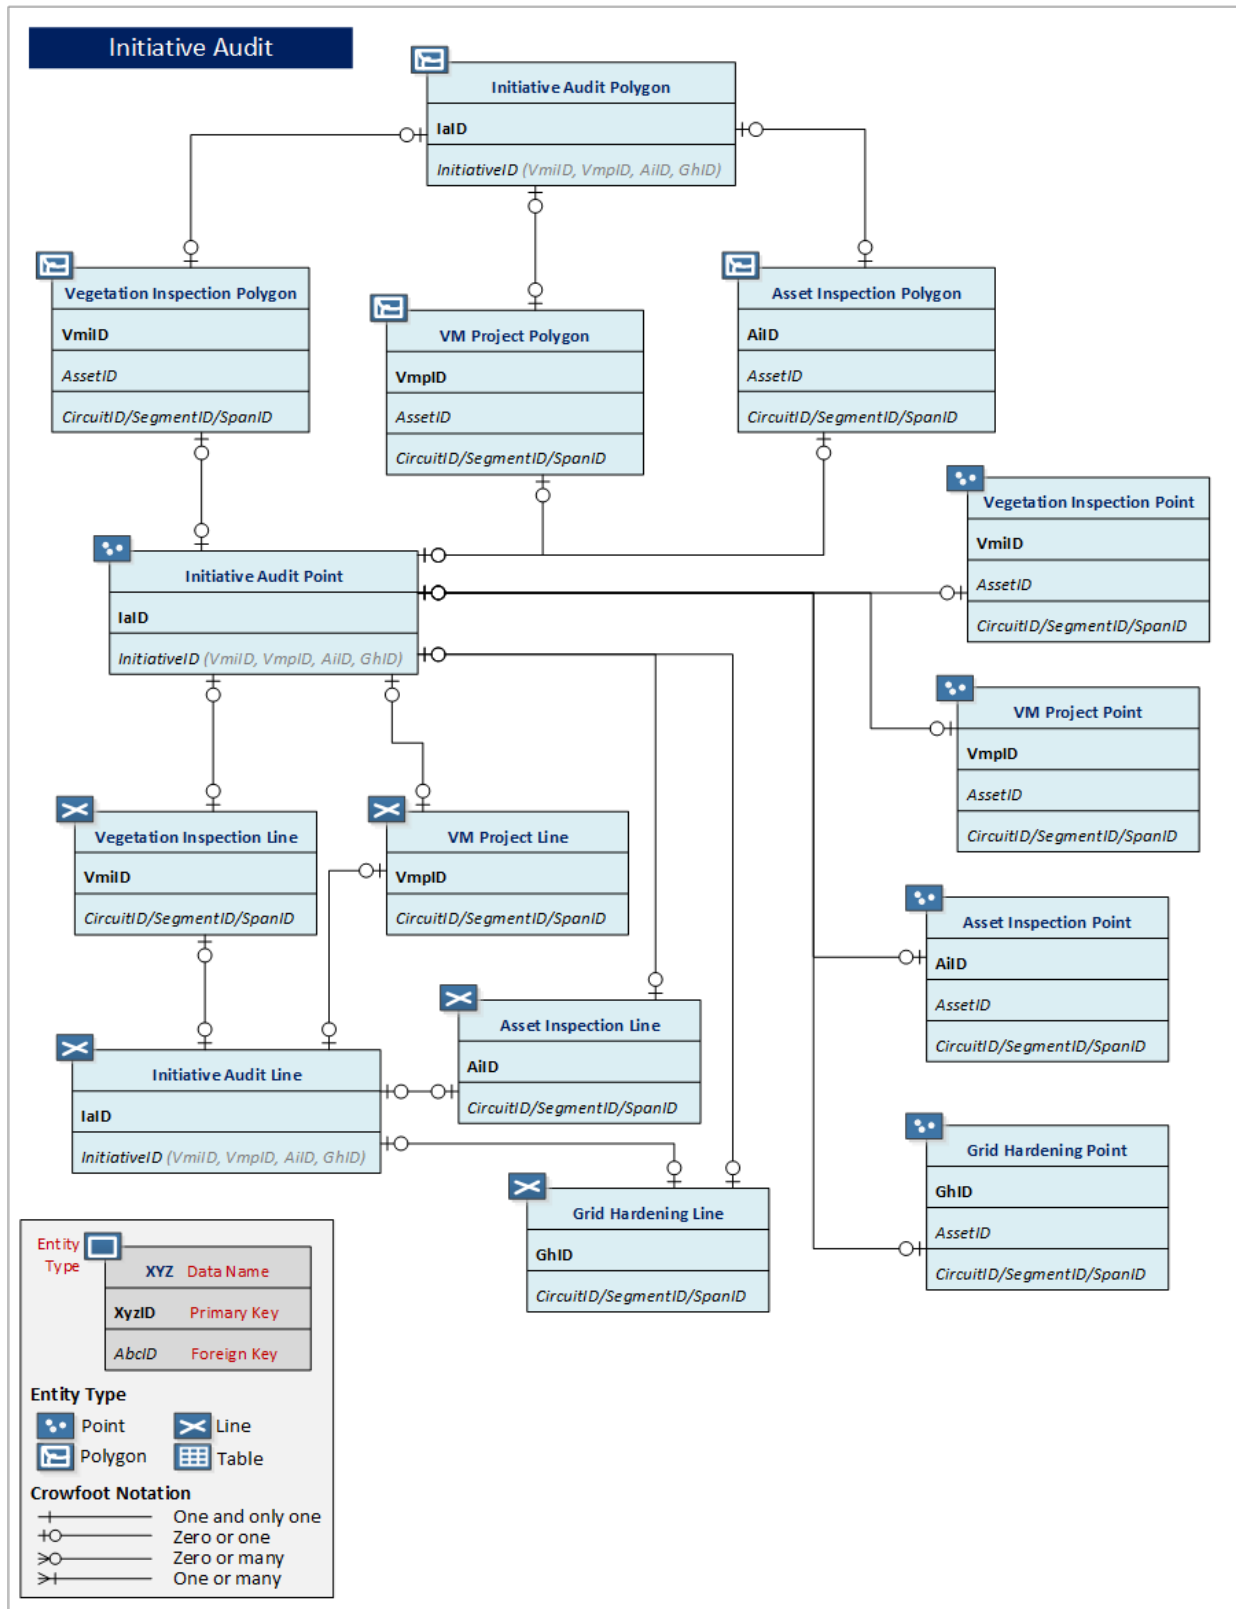 Initiative Audit
Initiative Audit Polygon
IaID
InitiativeID (VmiID, VmpID, AiID, GhID)
Vegetation Inspection Polygon
VmiID
AssetID
CircuitID/SegmentID/SpanID
VM Project Polygon
VmpID
AssetID
CircuitID/SegmentID/SpanID
Asset Inspection Polygon
AiID
AssetID
CircuitID/SegmentID/SpanID
Vegetation Inspection Point
VmiID
AssetID
CircuitID/SegmentID/SpanID
Initiative Audit Point
IaID
InitiativeID (VmiID, VmpID, AiID, GhID)
VM Project Point
VmpID
AssetID
CircuitID/SegmentID/SpanID
Vegetation Inspection Line
VmiID
CircuitID/SegmentID/SpanID
VM Project Line
VmpID
CircuitID/SegmentID/SpanID
Asset Inspection Point
AiID
AssetID
CircuitID/SegmentID/SpanID
Asset Inspection Line
AiID
CircuitID/SegmentID/SpanID
Initiative Audit Line
IaID
InitiativeID (VmiID, VmpID, AiID, GhID)
Grid Hardening Point
GhID
AssetID
CircuitID/SegmentID/SpanID
Grid Hardening Line
GhID
CircuitID/SegmentID/SpanID
Entity
Type
XYZ Data Name
XyzID Primary Key
AbcID Foreign Key
Entity Type
Point Line
Polygon Table
Crowfoot Notation
One and only one
Zero or one
Zero or many
One or many